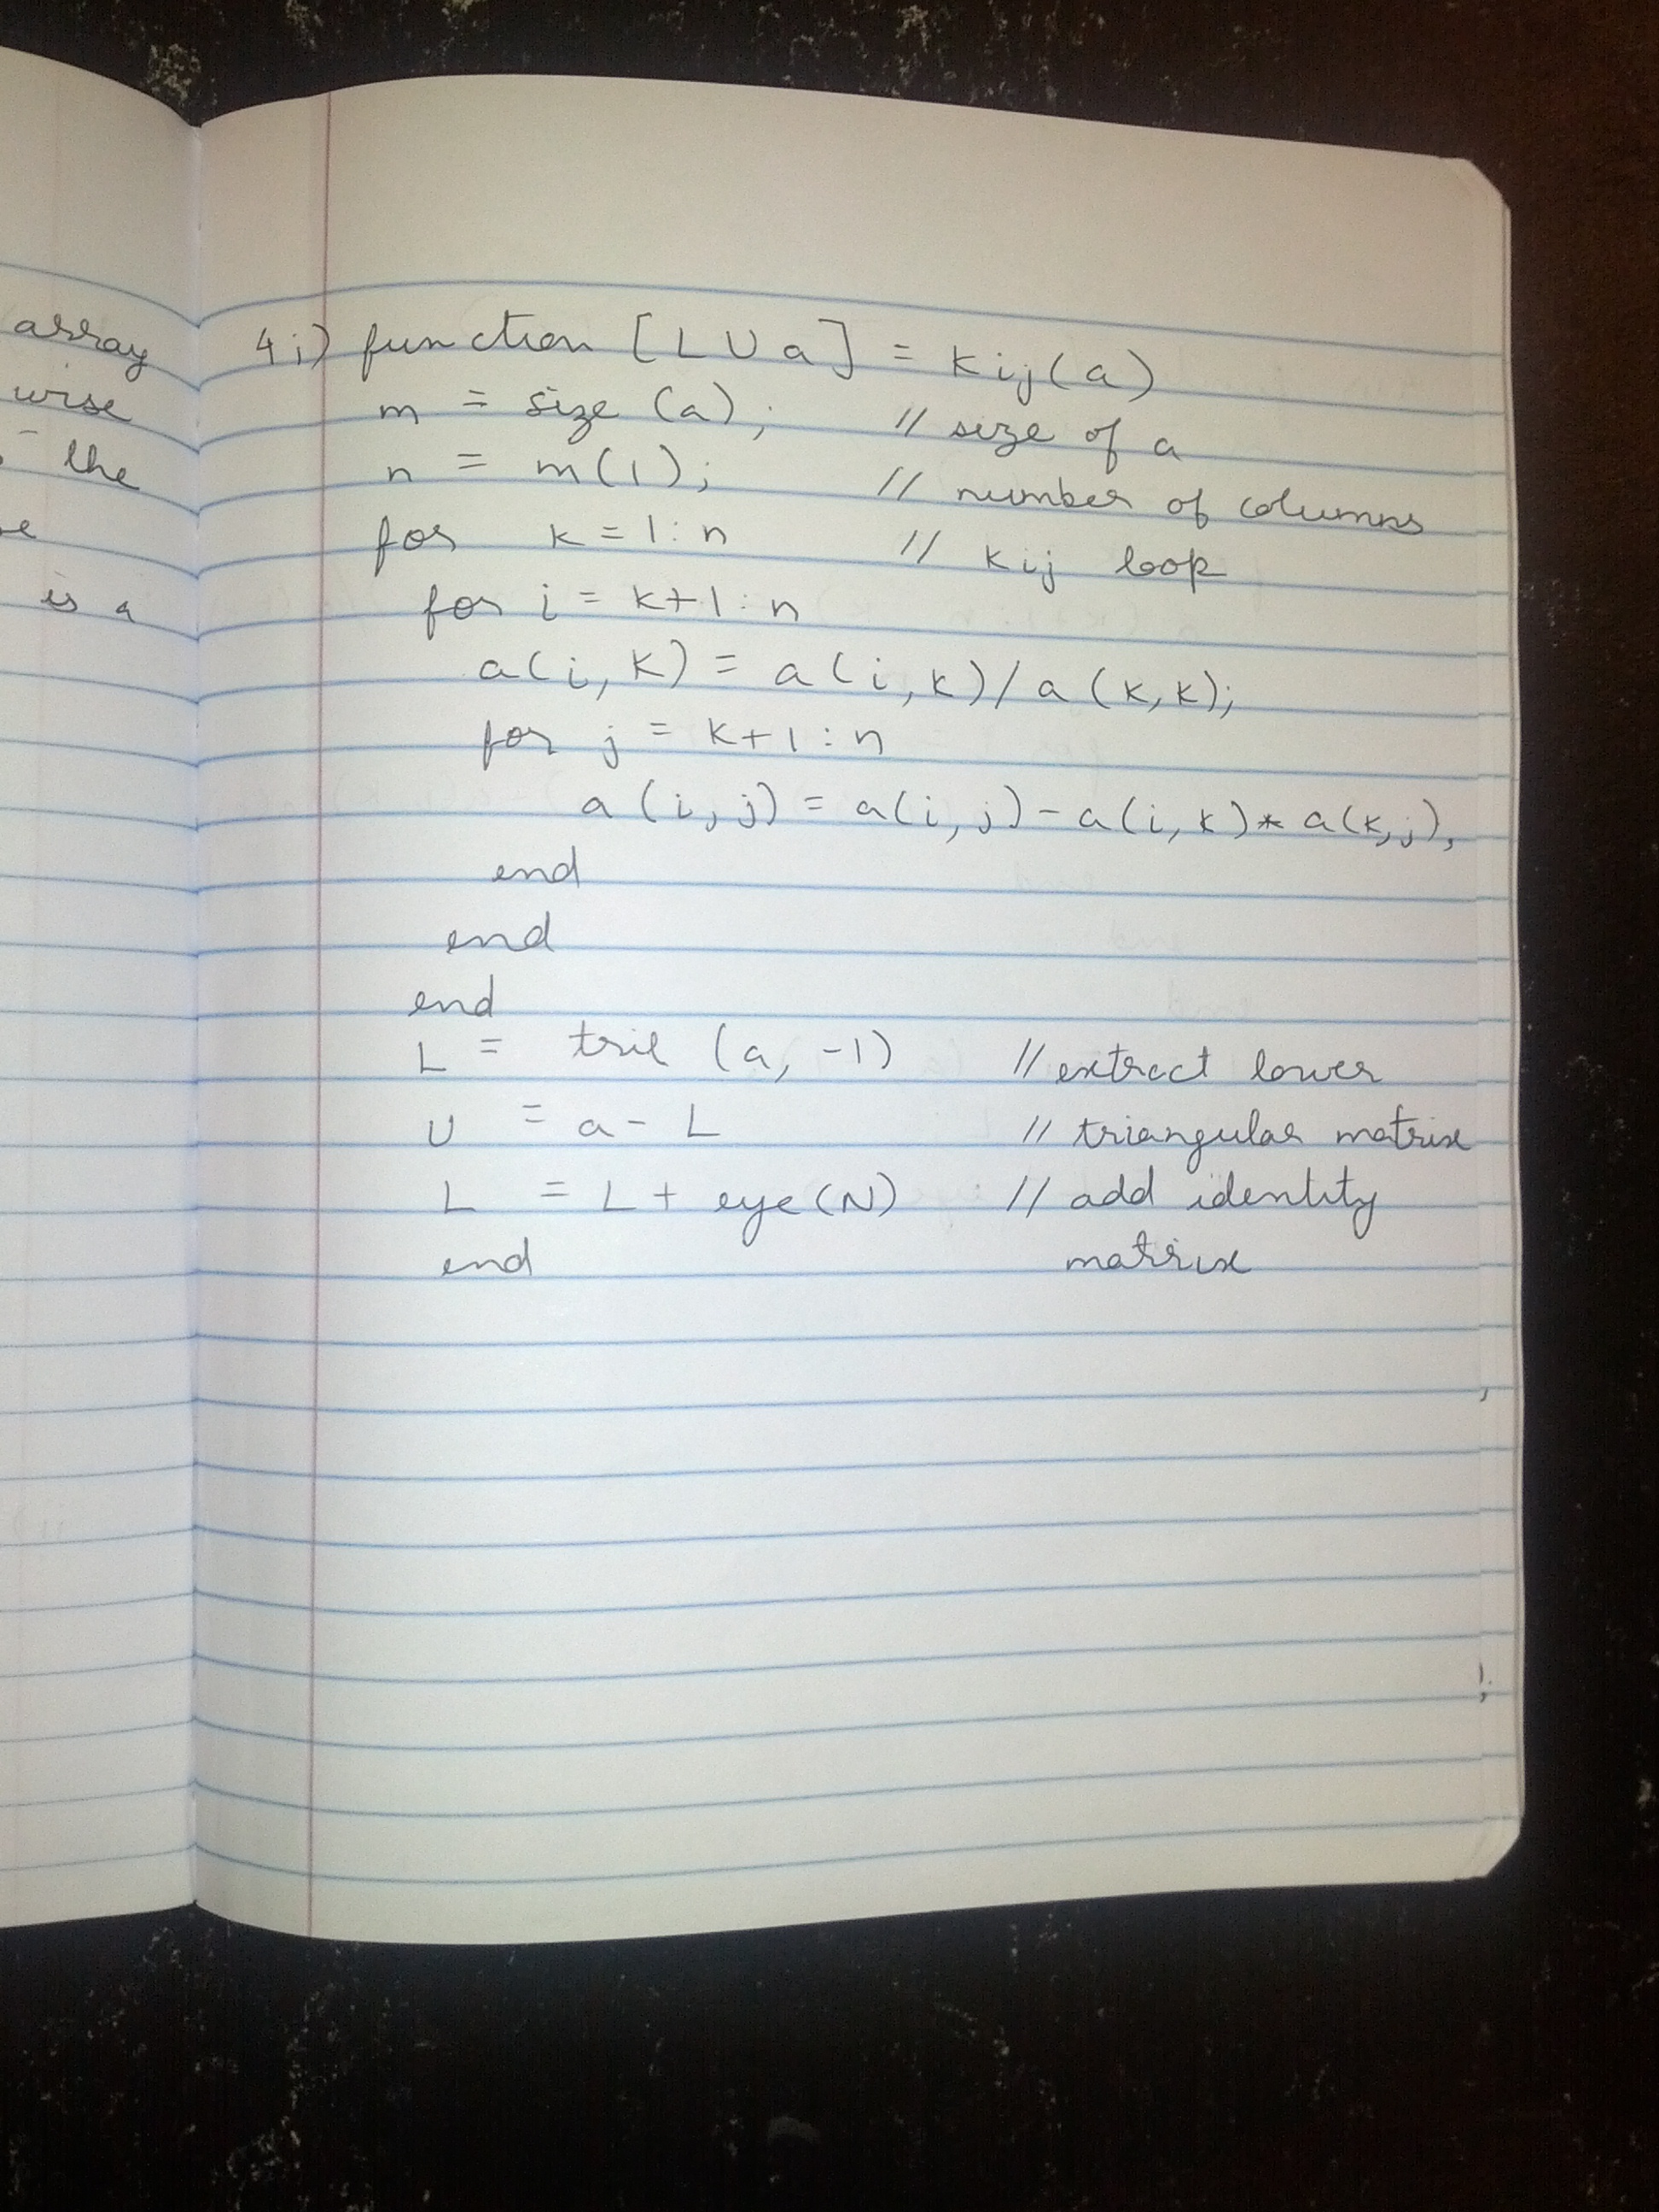 array
wise
the
is a
4i) function [L U a] = kij(a)
m = size (a); // size of a
n = m(1); // number of columns
for k = 1:n // kij loop
for i = k+1:n
a(i,k) = a(i,k)/a(k,k);
for j = k+1:n
a(i,j) = a(i,j)-a(i,k)*a(k,j),
end
end
end
L = tril (a, -1) // extract lower
U = a - L // triangular matrix
L = L + eye(N) // add identity
end matrix